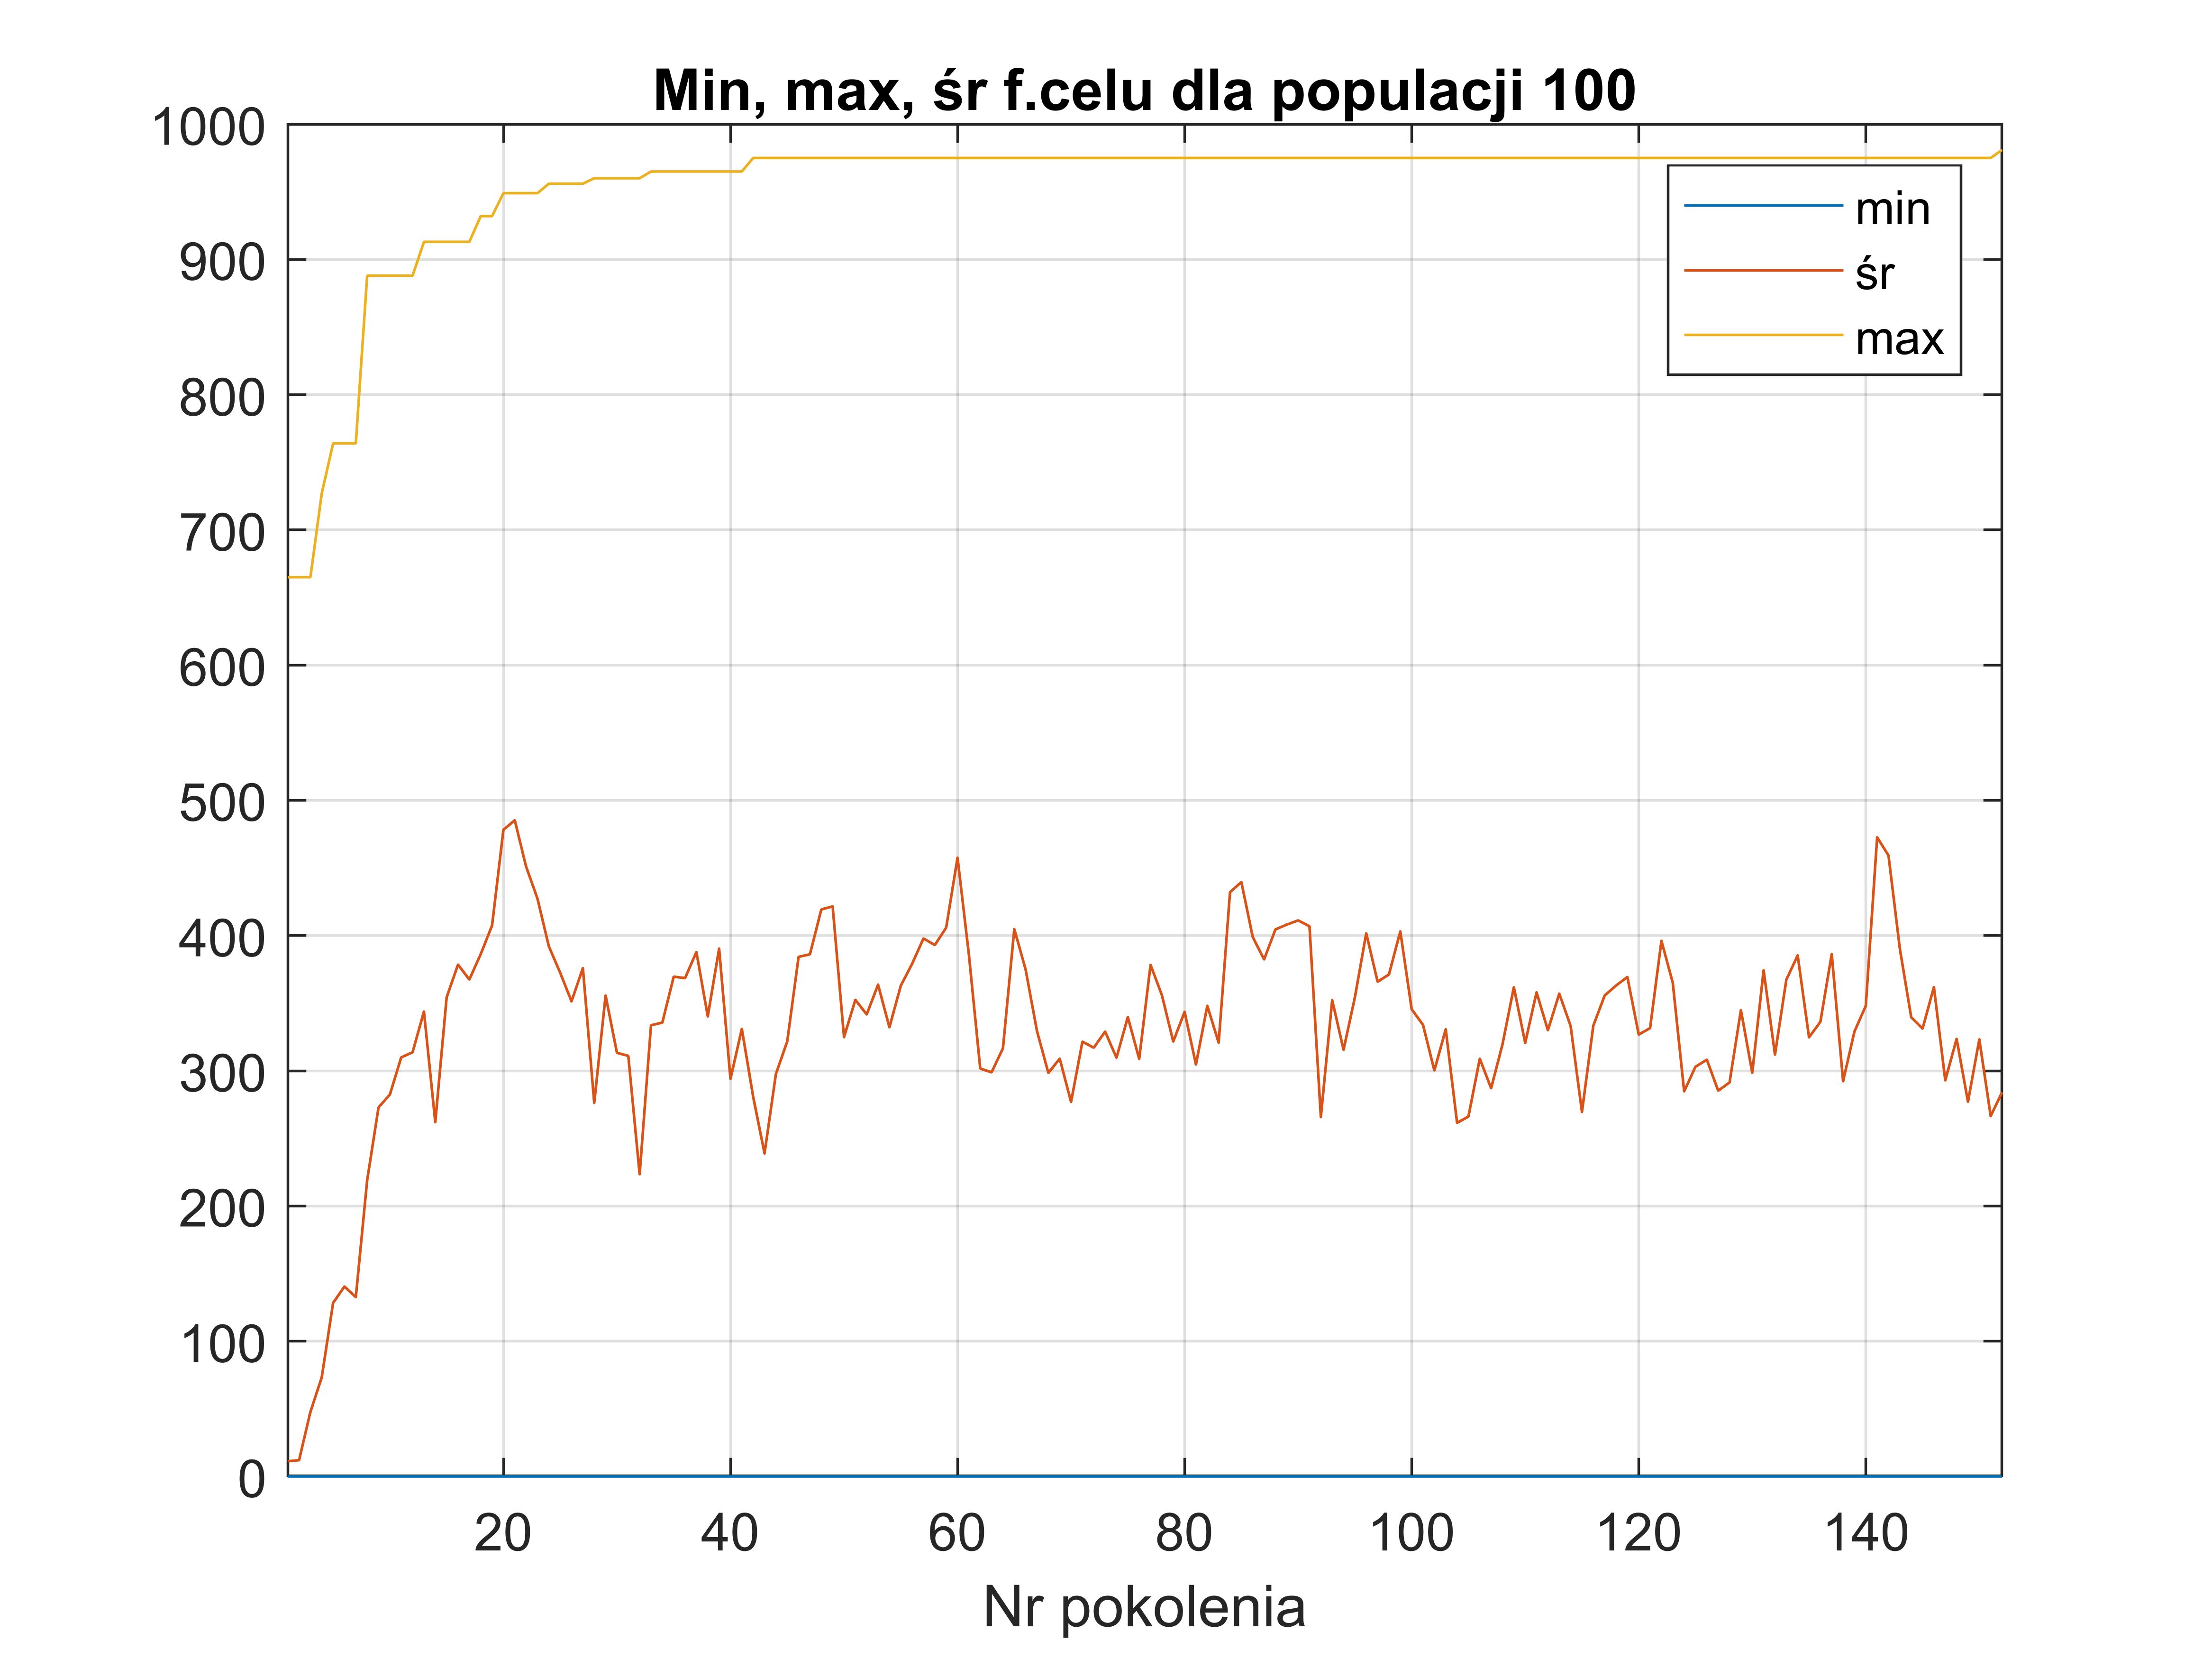 Min, max, śr f.celu dla populacji 100
1000
900
800
700
600
500
400
300
200
100
0
min
śr
max
20 40 60 80 100 120 140
Nr pokolenia